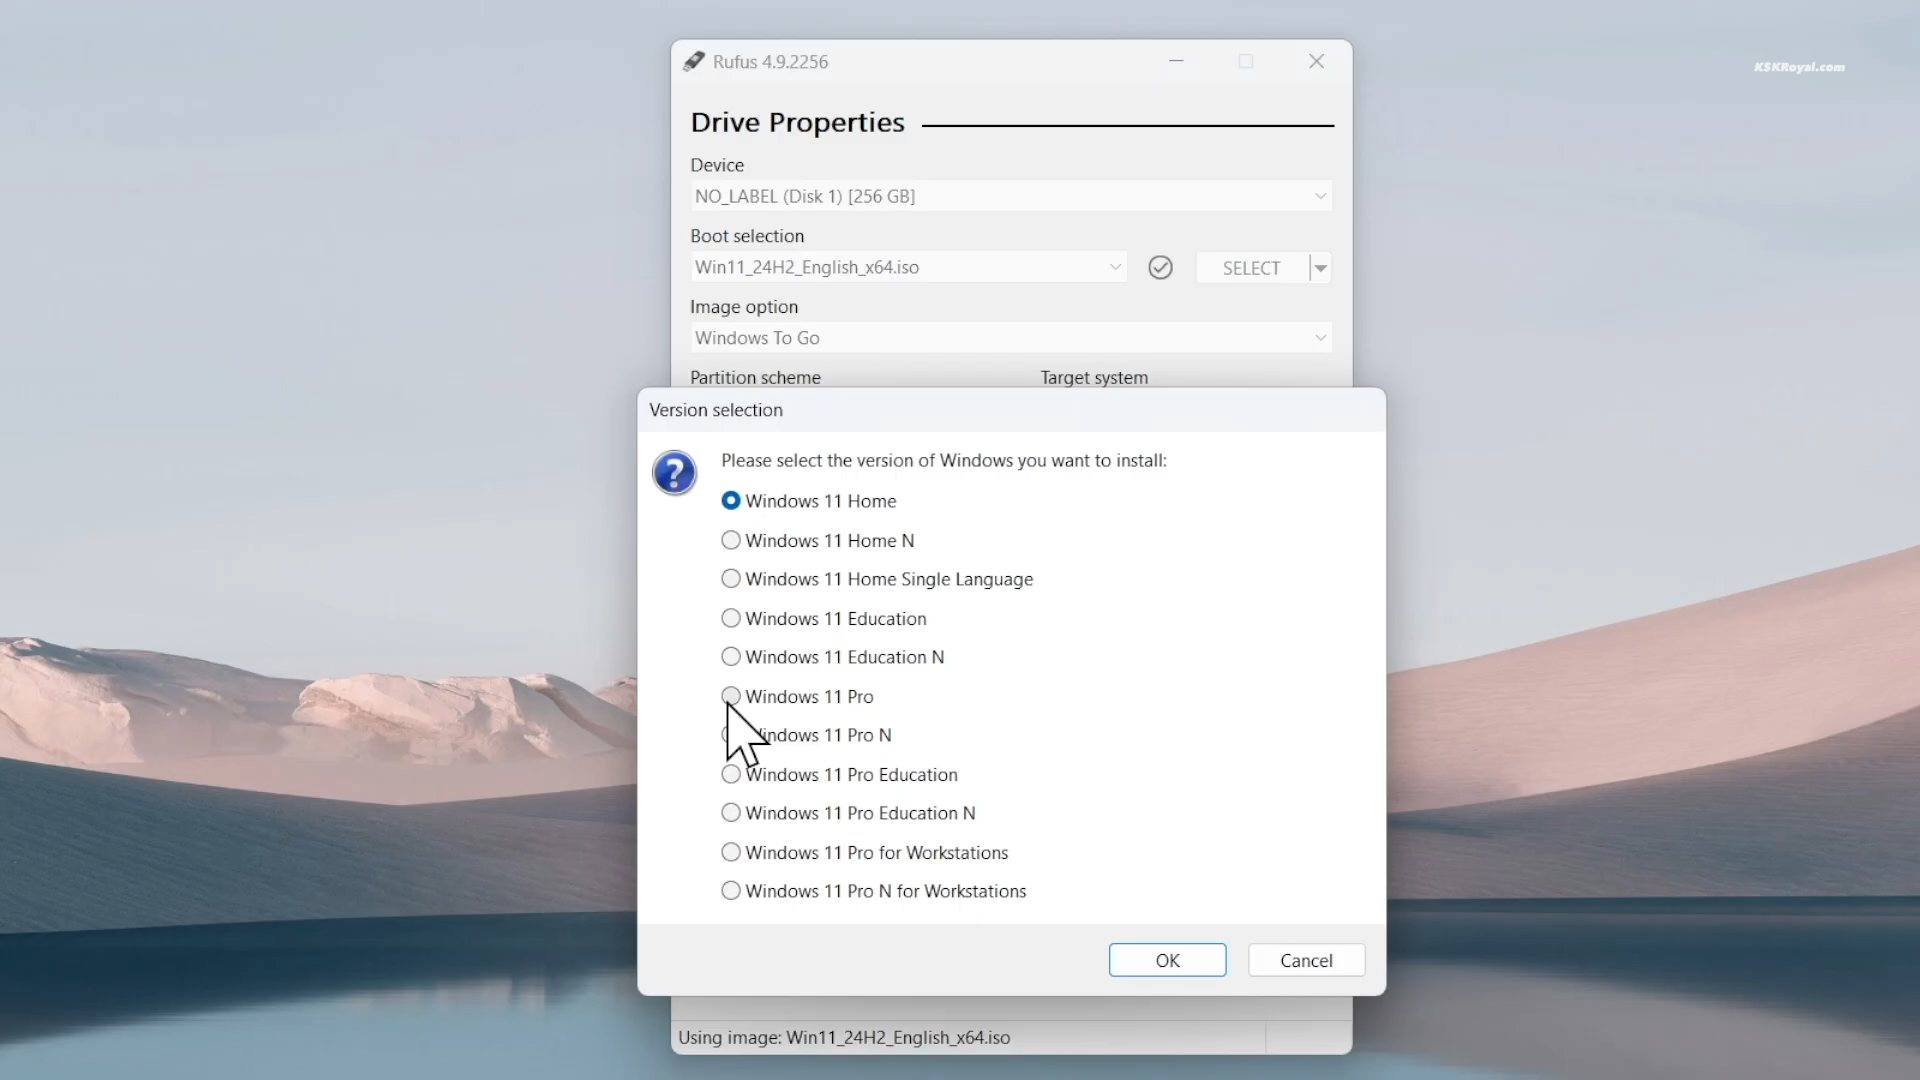 Rufus 4.9.2256
KSKRoyal.com
Drive Properties
Device
NO_LABEL (Disk 1) [256 GB]
Boot selection
Win11_24H2_English_x64.iso
SELECT
Image option
Windows To Go
Partition scheme
Target system
Version selection
?
Please select the version of Windows you want to install:
Windows 11 Home
Windows 11 Home N
Windows 11 Home Single Language
Windows 11 Education
Windows 11 Education N
Windows 11 Pro
Windows 11 Pro N
Windows 11 Pro Education
Windows 11 Pro Education N
Windows 11 Pro for Workstations
Windows 11 Pro N for Workstations
OK
Cancel
Using image: Win11_24H2_English_x64.iso